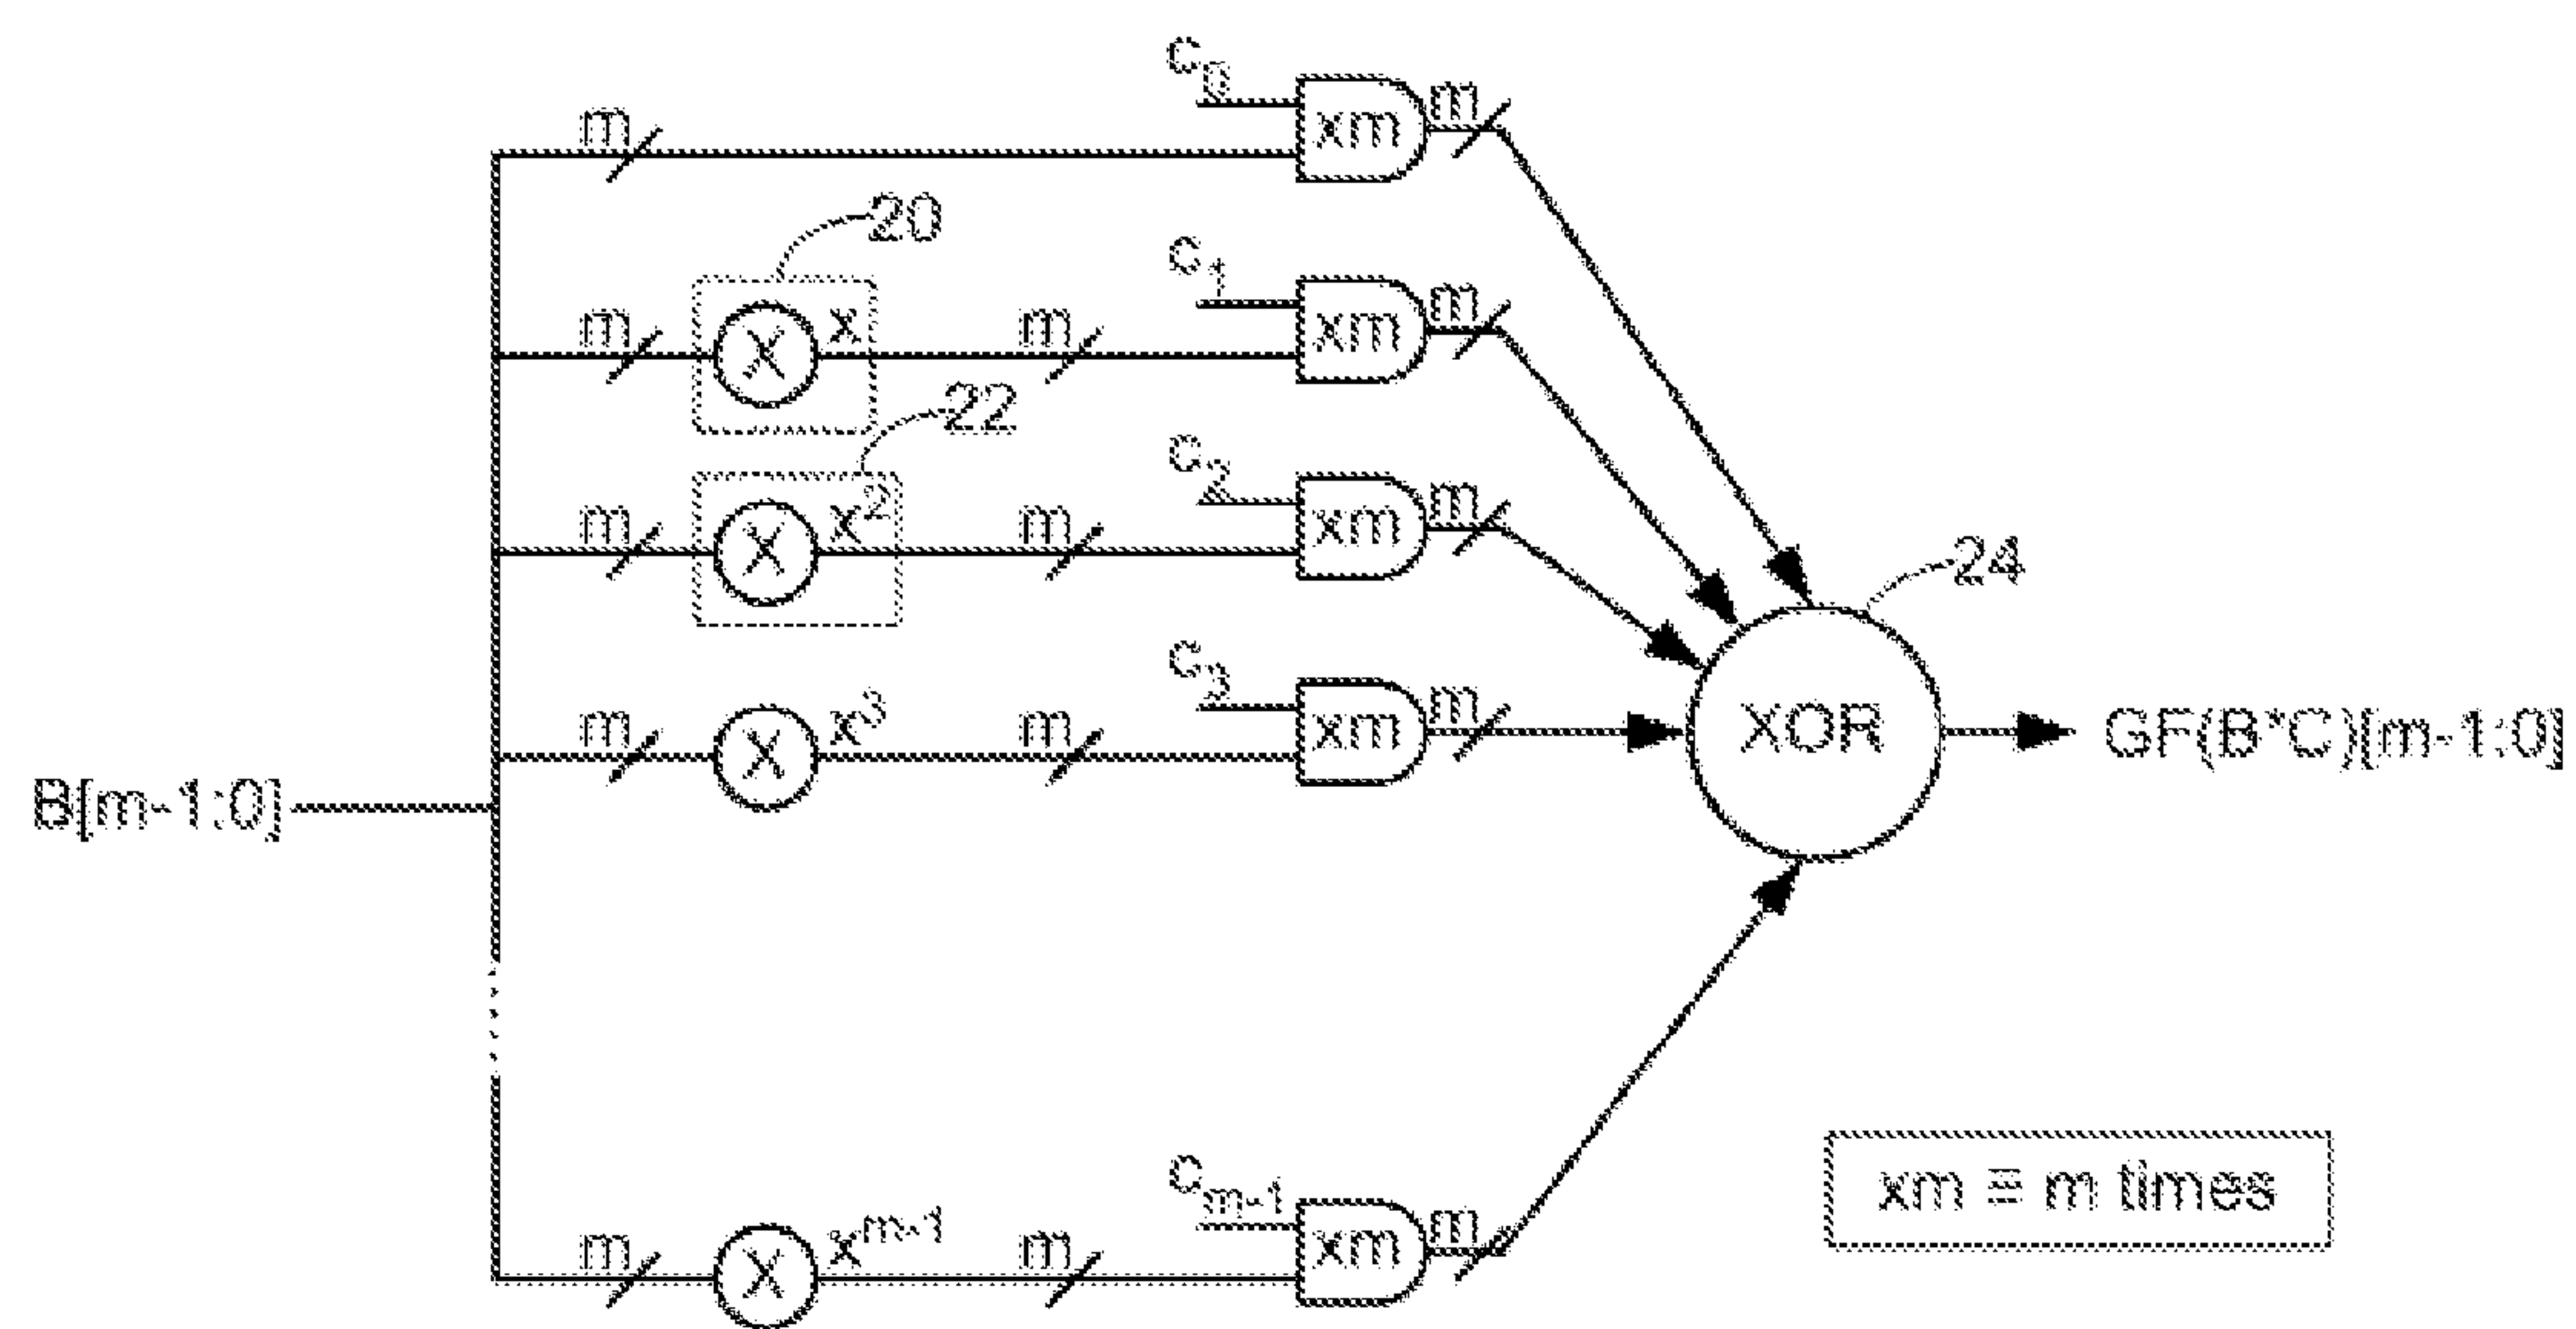 c₀
m
xm
m
20
c₁
m
X
x
m
xm
m
22
c₂
m
X
x²
m
xm
m
24
c₃
m
X
x³
m
xm
m
XOR
GF(B*C)[m-1:0]
B[m-1:0]
cₘ₋₁
m
X
xᵐ⁻¹
m
xm
m
xm ≡ m times